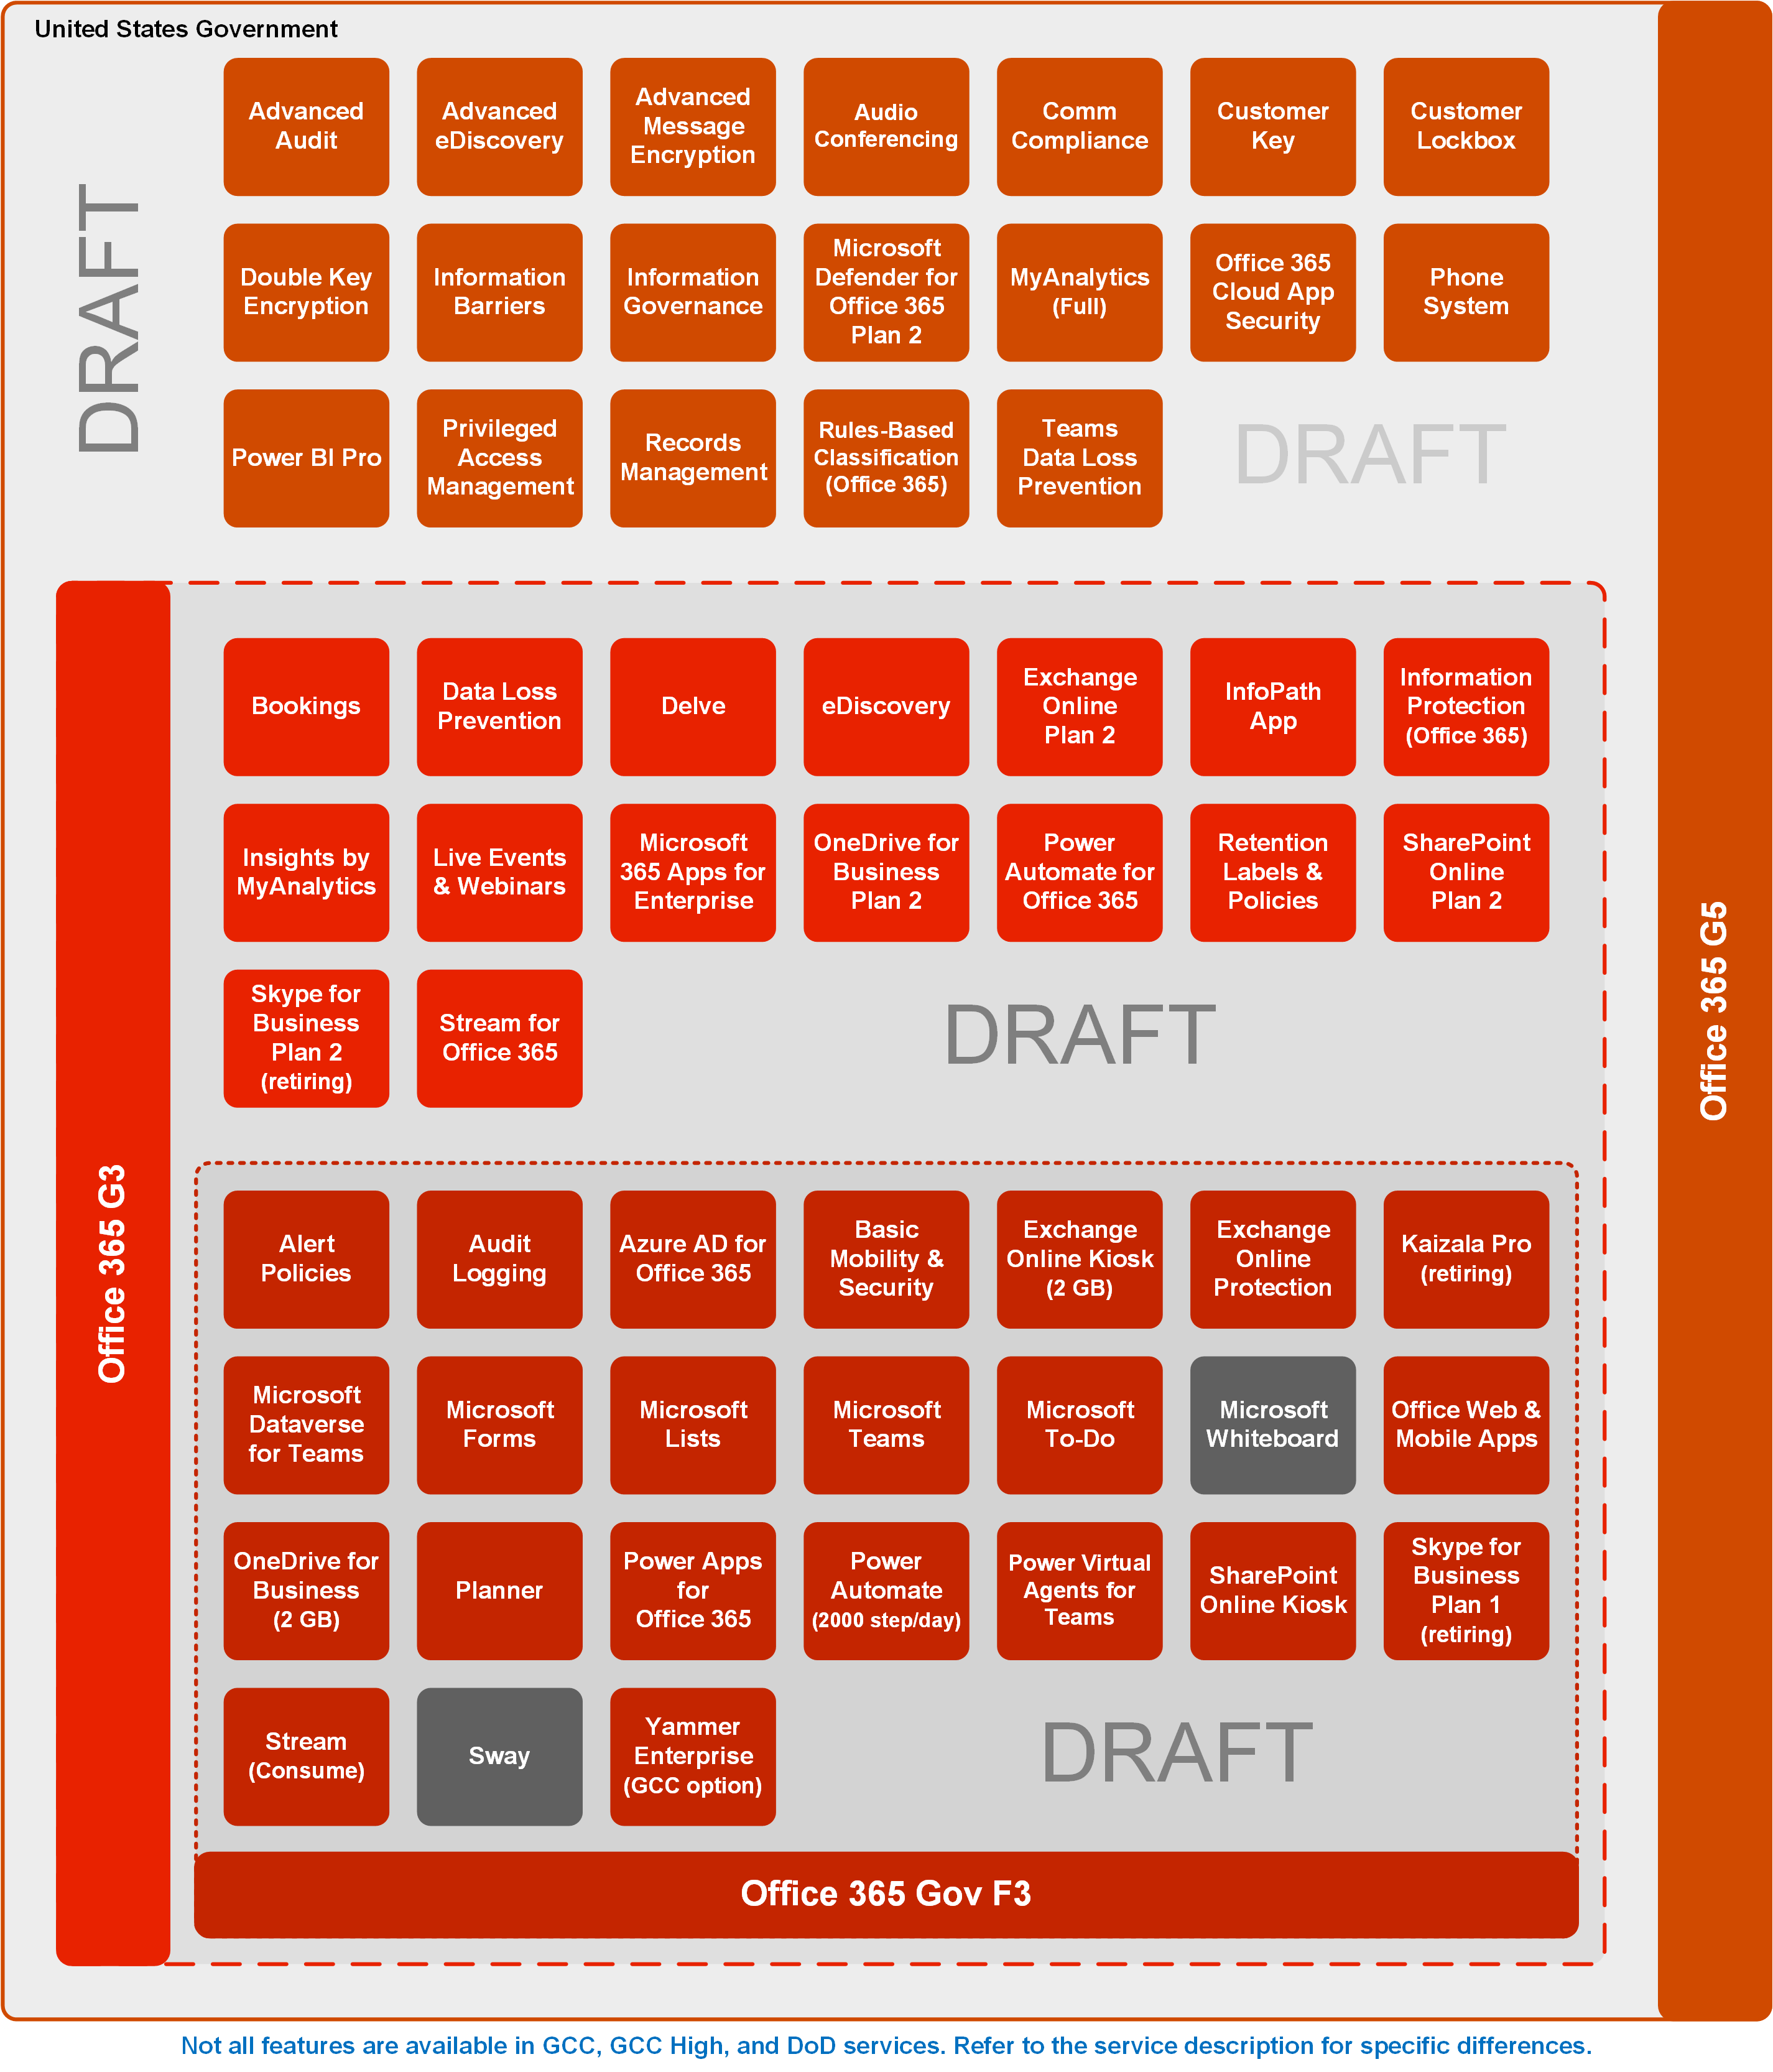 United States Government
Advanced
Audit
Advanced
eDiscovery
Advanced
Message
Encryption
Audio
Conferencing
Comm
Compliance
Customer
Key
Customer
Lockbox
DRAFT
Double Key
Encryption
Information
Barriers
Information
Governance
Microsoft
Defender for
Office 365
Plan 2
MyAnalytics
(Full)
Office 365
Cloud App
Security
Phone
System
Power BI Pro
Privileged
Access
Management
Records
Management
Rules-Based
Classification
(Office 365)
Teams
Data Loss
Prevention
DRAFT
Bookings
Data Loss
Prevention
Delve
eDiscovery
Exchange
Online
Plan 2
InfoPath
App
Information
Protection
(Office 365)
Insights by
MyAnalytics
Live Events
& Webinars
Microsoft
365 Apps for
Enterprise
OneDrive for
Business
Plan 2
Power
Automate for
Office 365
Retention
Labels &
Policies
SharePoint
Online
Plan 2
Skype for
Business
Plan 2
(retiring)
Stream for
Office 365
DRAFT
Office 365 G5
Office 365 G3
Alert
Policies
Audit
Logging
Azure AD for
Office 365
Basic
Mobility &
Security
Exchange
Online Kiosk
(2 GB)
Exchange
Online
Protection
Kaizala Pro
(retiring)
Microsoft
Dataverse
for Teams
Microsoft
Forms
Microsoft
Lists
Microsoft
Teams
Microsoft
To-Do
Microsoft
Whiteboard
Office Web &
Mobile Apps
OneDrive for
Business
(2 GB)
Planner
Power Apps
for
Office 365
Power
Automate
(2000 step/day)
Power Virtual
Agents for
Teams
SharePoint
Online Kiosk
Skype for
Business
Plan 1
(retiring)
Stream
(Consume)
Sway
Yammer
Enterprise
(GCC option)
DRAFT
Office 365 Gov F3
Not all features are available in GCC, GCC High, and DoD services. Refer to the service description for specific differences.